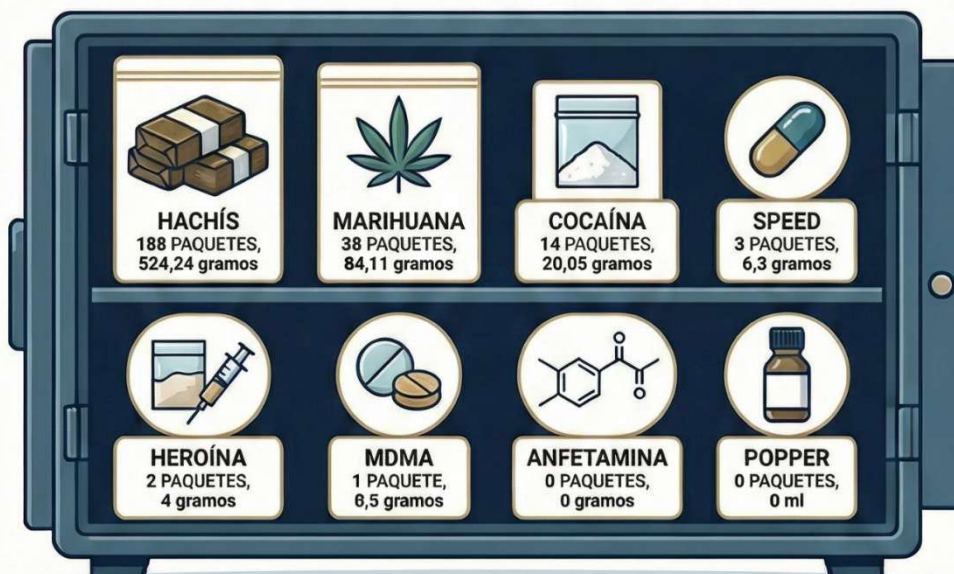 HACHÍS
188 PAQUETES,
524,24 gramos
MARIHUANA
38 PAQUETES,
84,11 gramos
COCAÍNA
14 PAQUETES,
20,05 gramos
SPEED
3 PAQUETES,
6,3 gramos
HEROÍNA
2 PAQUETES,
4 gramos
MDMA
1 PAQUETE,
6,5 gramos
ANFETAMINA
0 PAQUETES,
0 gramos
POPPER
0 PAQUETES,
0 ml